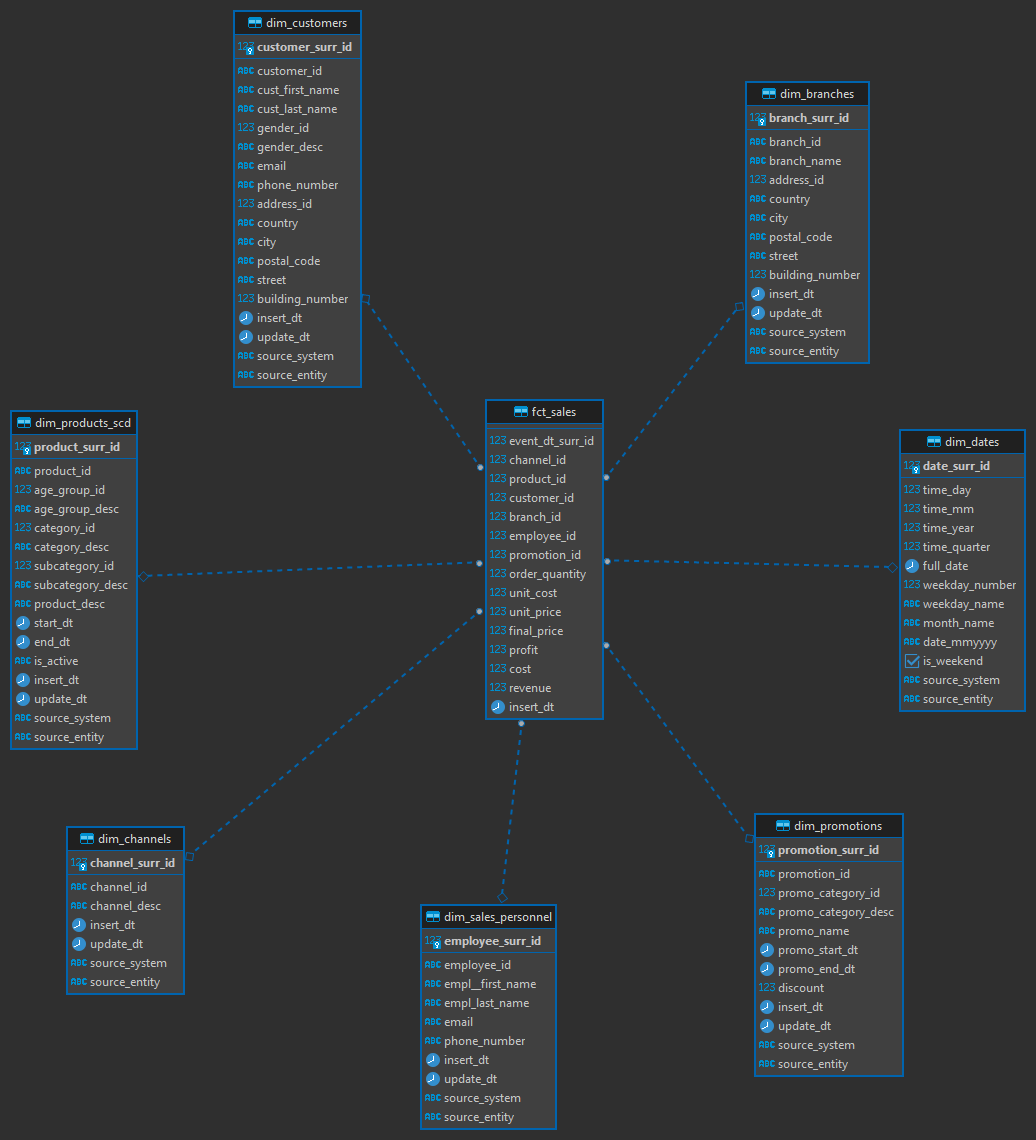 dim_customers
123 customer_surr_id
ABC customer_id
ABC cust_first_name
ABC cust_last_name
123 gender_id
ABC gender_desc
ABC email
ABC phone_number
123 address_id
ABC country
ABC city
ABC postal_code
ABC street
123 building_number
insert_dt
update_dt
ABC source_system
ABC source_entity
dim_branches
123 branch_surr_id
ABC branch_id
ABC branch_name
123 address_id
ABC country
ABC city
ABC postal_code
ABC street
123 building_number
insert_dt
update_dt
ABC source_system
ABC source_entity
dim_products_scd
123 product_surr_id
ABC product_id
123 age_group_id
ABC age_group_desc
123 category_id
ABC category_desc
123 subcategory_id
ABC subcategory_desc
ABC product_desc
start_dt
end_dt
ABC is_active
insert_dt
update_dt
ABC source_system
ABC source_entity
fct_sales
123 event_dt_surr_id
123 channel_id
123 product_id
123 customer_id
123 branch_id
123 employee_id
123 promotion_id
123 order_quantity
123 unit_cost
123 unit_price
123 final_price
123 profit
123 cost
123 revenue
insert_dt
dim_dates
123 date_surr_id
123 time_day
123 time_mm
123 time_year
123 time_quarter
full_date
123 weekday_number
ABC weekday_name
ABC month_name
ABC date_mmyyyy
is_weekend
ABC source_system
ABC source_entity
dim_channels
123 channel_surr_id
ABC channel_id
ABC channel_desc
insert_dt
update_dt
ABC source_system
ABC source_entity
dim_sales_personnel
123 employee_surr_id
ABC employee_id
ABC empl__first_name
ABC empl_last_name
ABC email
ABC phone_number
insert_dt
update_dt
ABC source_system
ABC source_entity
dim_promotions
123 promotion_surr_id
ABC promotion_id
123 promo_category_id
ABC promo_category_desc
ABC promo_name
promo_start_dt
promo_end_dt
123 discount
insert_dt
update_dt
ABC source_system
ABC source_entity